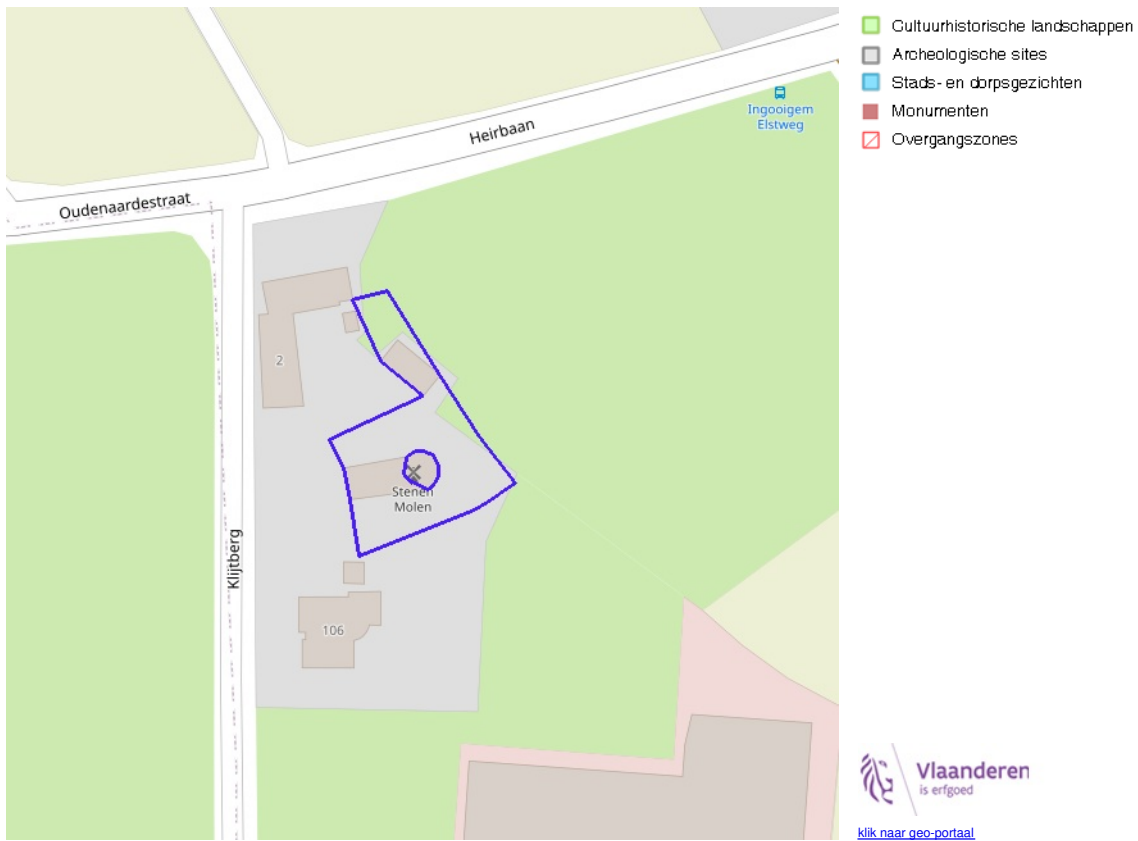 Cultuurhistorische landschappen
Archeologische sites
Stads- en dorpsgezichten
Monumenten
Overgangszones
Ingooigem
Elstweg
Heirbaan
Oudenaardestraat
2
Stenen
Molen
Klijtberg
106
Vlaanderen
is erfgoed
klik naar geo-portaal